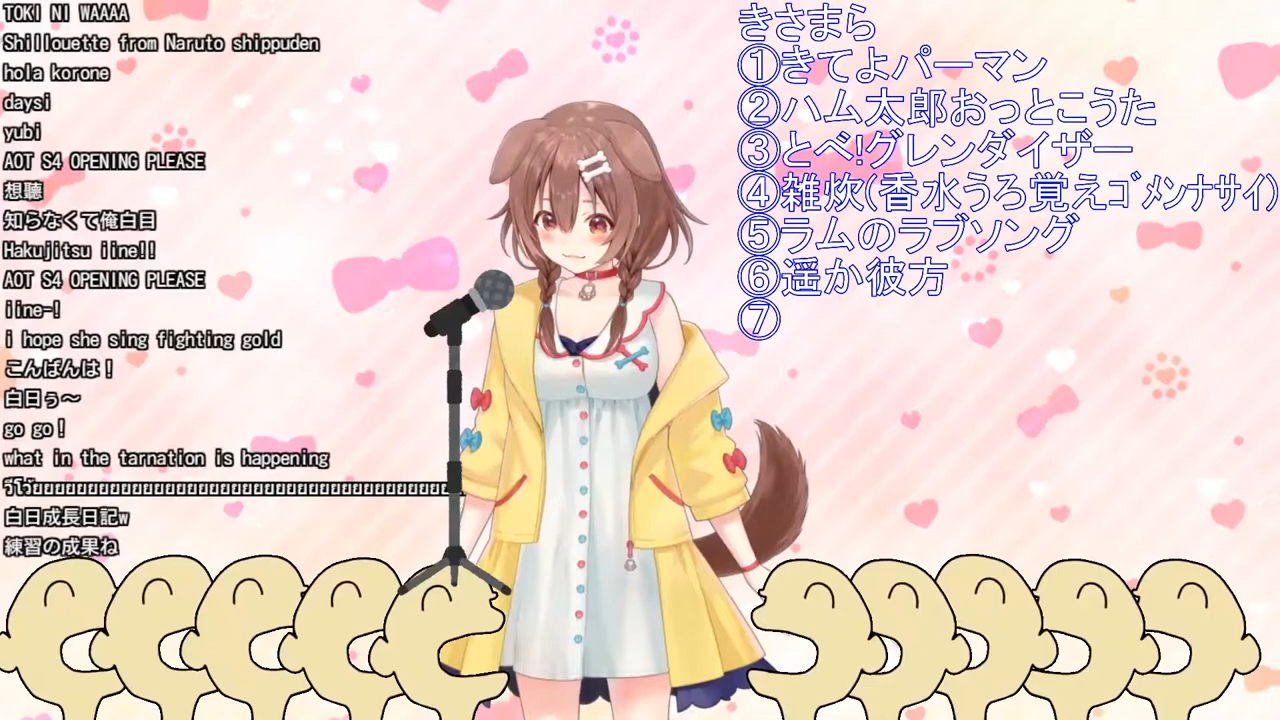 TOKI NI WAAAA
Shillouette from Naruto shippuden
hola korone
daysi
yubi
AOT S4 OPENING PLEASE
想聽
知らなくて俺白目
Hakujitsu iine!!
AOT S4 OPENING PLEASE
iine-!
i hope she sing fighting gold
こんばんは！
白日ぅ～
go go！
what in the tarnation is happening
白日成長日記w
練習の成果ね
きさまら
①きてよパーマン
②ハム太郎おっとこうた
③とべ!グレンダイザー
④雑炊(香水うろ覚えｺﾞﾒﾝﾅｻｲ)
⑤ラムのラブソング
⑥遥か彼方
⑦